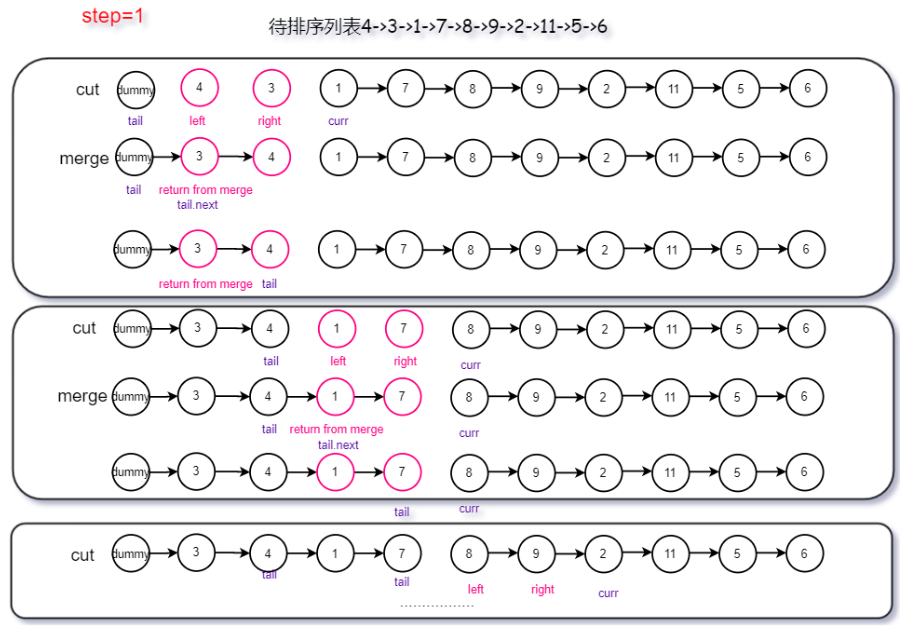 step=1
待排序列表4->3->1->7->8->9->2->11->5->6
cut dummy 4 3 1 7 8 9 2 11 5 6
tail left right curr
merge dummy 3 4 1 7 8 9 2 11 5 6
tail return from merge
tail.next
dummy 3 4 1 7 8 9 2 11 5 6
return from merge tail
cut dummy 3 4 1 7 8 9 2 11 5 6
tail left right curr
merge dummy 3 4 1 7 8 9 2 11 5 6
tail return from merge curr
tail.next
dummy 3 4 1 7 8 9 2 11 5 6
tail curr
cut dummy 3 4 1 7 8 9 2 11 5 6
tail tail left right curr
................